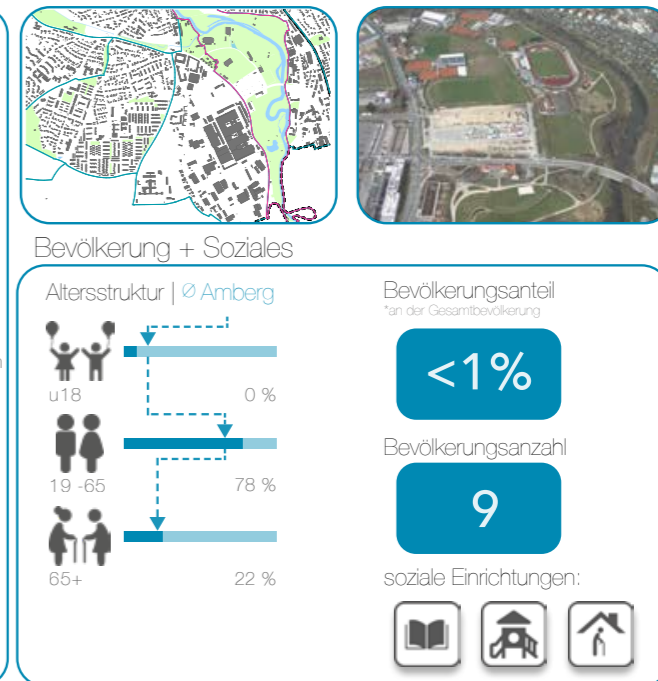 Bevölkerung + Soziales
Altersstruktur | Ø Amberg
u18
0 %
19 -65
78 %
65+
22 %
Bevölkerungsanteil
*an der Gesamtbevölkerung
<1%
Bevölkerungsanzahl
9
soziale Einrichtungen: